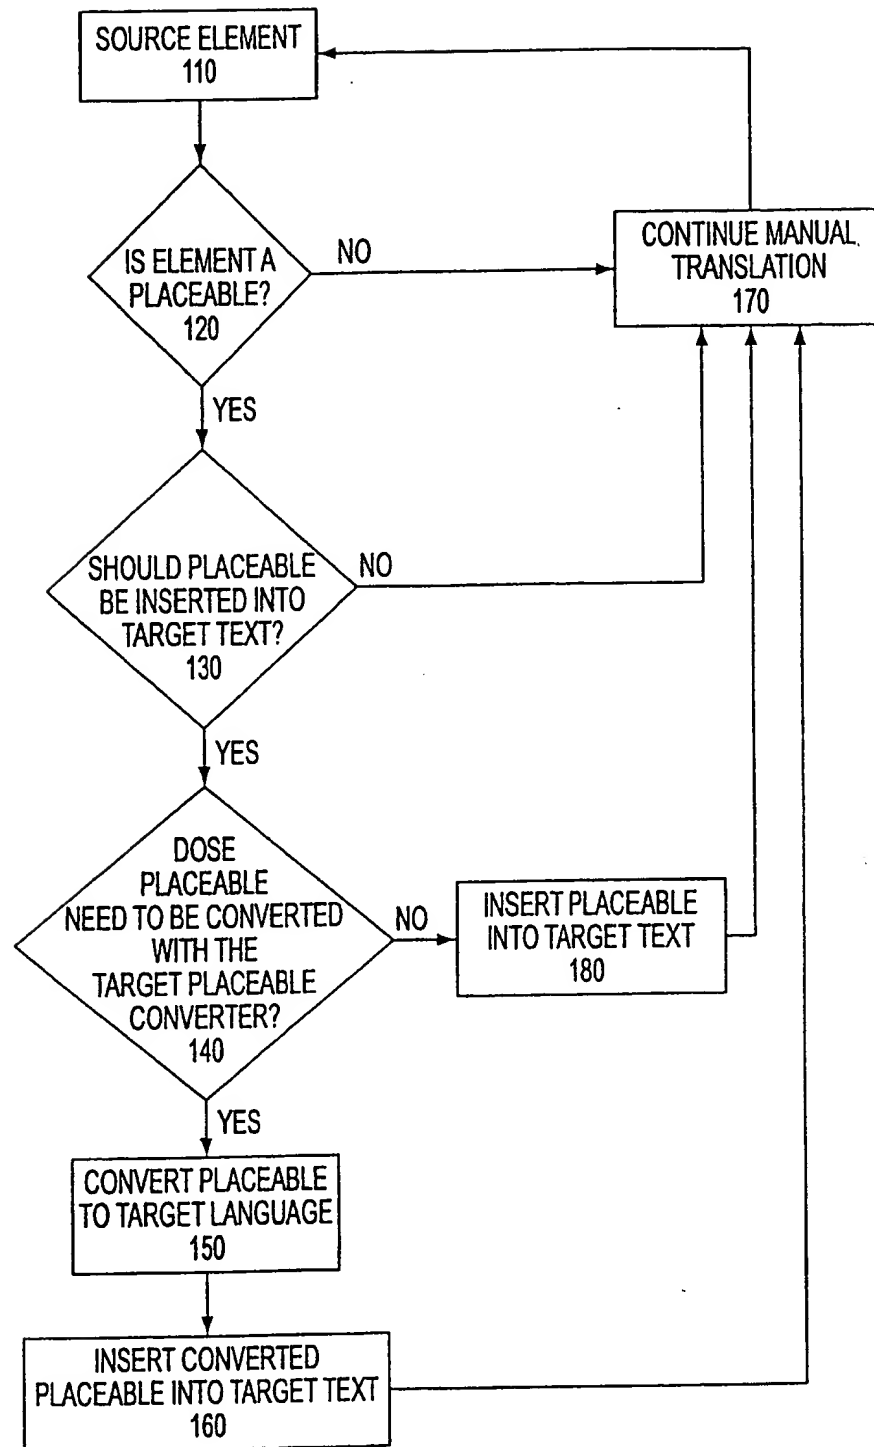 SOURCE ELEMENT
110
IS ELEMENT A
PLACEABLE?
120
NO
CONTINUE MANUAL
TRANSLATION
170
YES
SHOULD PLACEABLE
BE INSERTED INTO
TARGET TEXT?
130
NO
YES
DOSE
PLACEABLE
NEED TO BE CONVERTED
WITH THE
TARGET PLACEABLE
CONVERTER?
140
NO
INSERT PLACEABLE
INTO TARGET TEXT
180
YES
CONVERT PLACEABLE
TO TARGET LANGUAGE
150
INSERT CONVERTED
PLACEABLE INTO TARGET TEXT
160